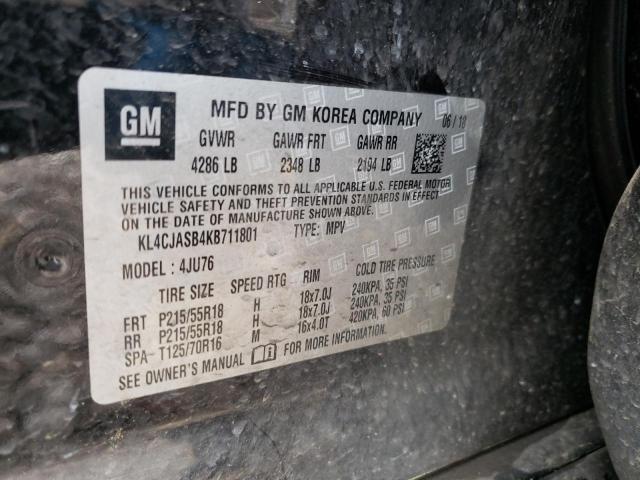 GM MFD BY GM KOREA COMPANY 06/18
GVWR GAWR FRT GAWR RR
4286 LB 2348 LB 2194 LB
THIS VEHICLE CONFORMS TO ALL APPLICABLE U.S. FEDERAL MOTOR
VEHICLE SAFETY AND THEFT PREVENTION STANDARDS IN EFFECT
ON THE DATE OF MANUFACTURE SHOWN ABOVE.
KL4CJASB4KB711801 TYPE: MPV
MODEL : 4JU76
TIRE SIZE SPEED RTG RIM COLD TIRE PRESSURE
FRT P215/55R18 H 18x7.0J 240KPA, 35 PSI
RR P215/55R18 H 18x7.0J 240KPA, 35 PSI
SPA- T125/70R16 M 16x4.0T 420KPA, 60 PSI
SEE OWNER'S MANUAL FOR MORE INFORMATION.